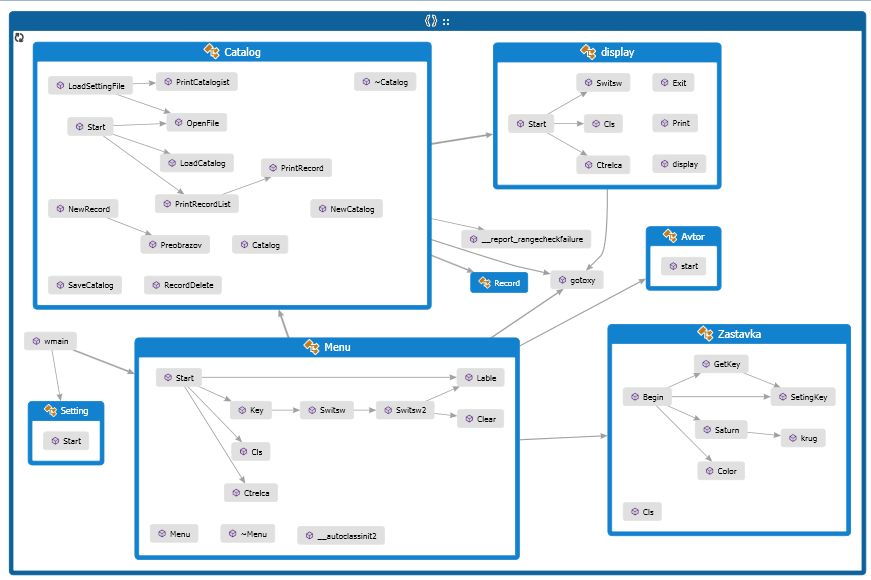 ::
Catalog
LoadSettingFile
PrintCatalogist
~Catalog
Start
OpenFile
LoadCatalog
PrintRecord
PrintRecordList
NewRecord
NewCatalog
Preobrazov
Catalog
SaveCatalog
RecordDelete
display
Switsw
Exit
Start
Cls
Print
Ctrelca
display
__report_rangecheckfailure
Record
gotoxy
Avtor
start
wmain
Setting
Start
Menu
Start
Lable
Key
Switsw
Switsw2
Clear
Cls
Ctrelca
Menu
~Menu
__autoclassinit2
Zastavka
GetKey
Begin
SetingKey
Saturn
krug
Color
Cls